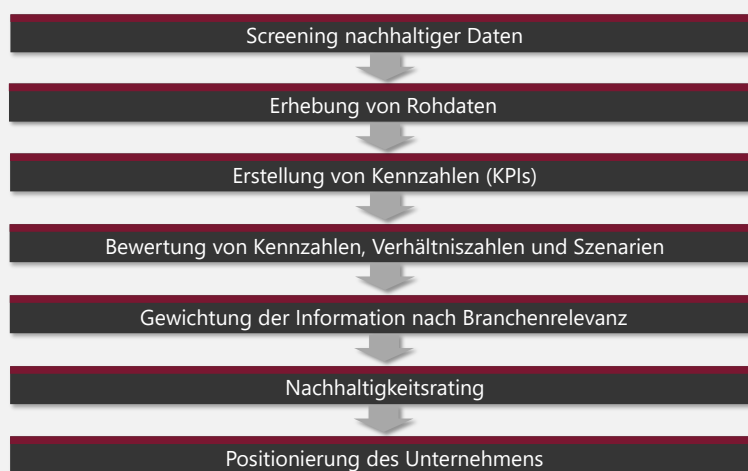 Screening nachhaltiger Daten
Erhebung von Rohdaten
Erstellung von Kennzahlen (KPIs)
Bewertung von Kennzahlen, Verhältniszahlen und Szenarien
Gewichtung der Information nach Branchenrelevanz
Nachhaltigkeitsrating
Positionierung des Unternehmens